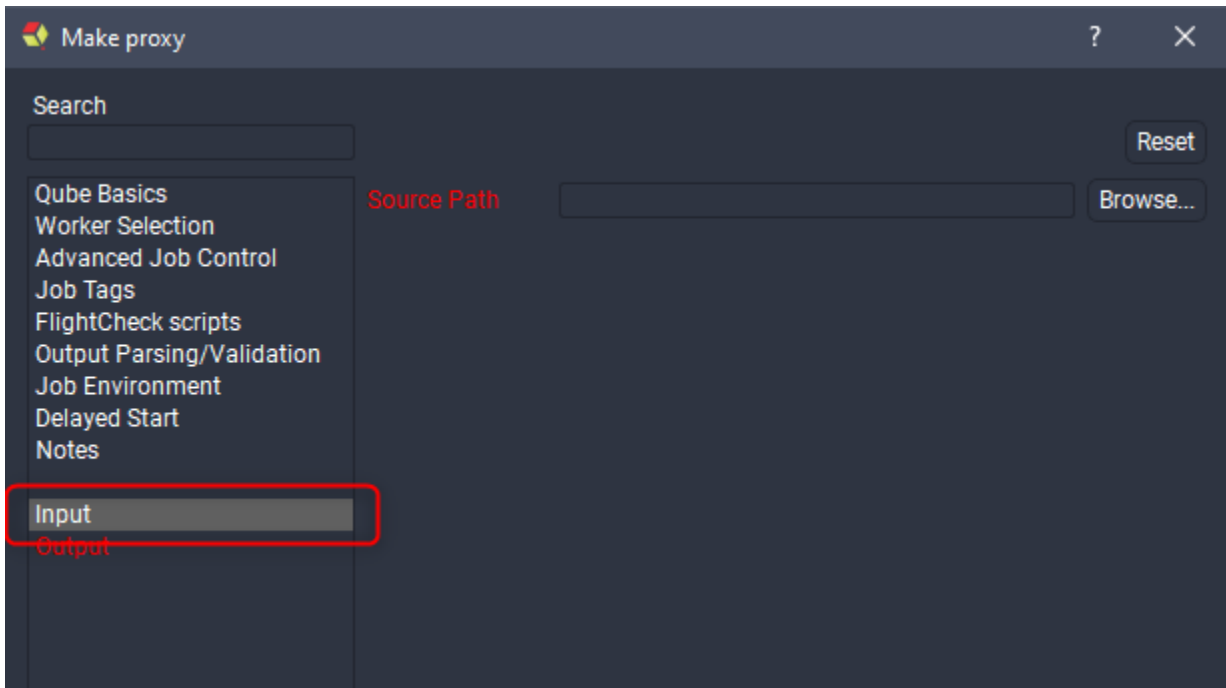 Make proxy ?
Search
Reset
Qube Basics
Source Path
Browse...
Worker Selection
Advanced Job Control
Job Tags
FlightCheck scripts
Output Parsing/Validation
Job Environment
Delayed Start
Notes
Input
Output